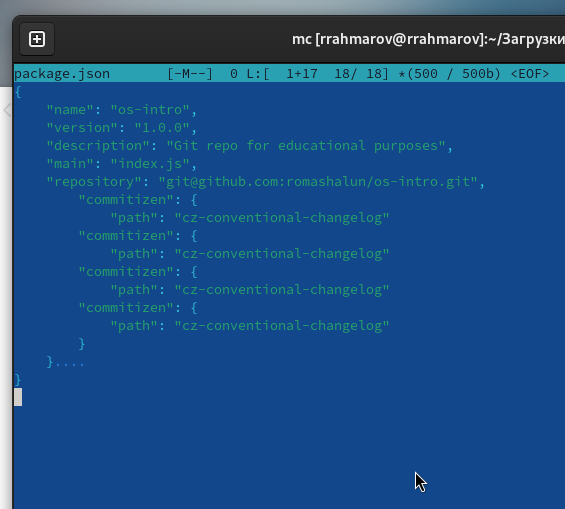 mc [rrahmarov@rrahmarov]:~/Загрузки
package.json [-M--] 0 L:[ 1+17 18/ 18] *(500 / 500b) <EOF>
{
    "name": "os-intro",
    "version": "1.0.0",
    "description": "Git repo for educational purposes",
    "main": "index.js",
    "repository": "git@github.com:romashalun/os-intro.git",
        "commitizen": {
            "path": "cz-conventional-changelog"
        "commitizen": {
            "path": "cz-conventional-changelog"
        "commitizen": {
            "path": "cz-conventional-changelog"
        "commitizen": {
            "path": "cz-conventional-changelog"
        }
    }....
}